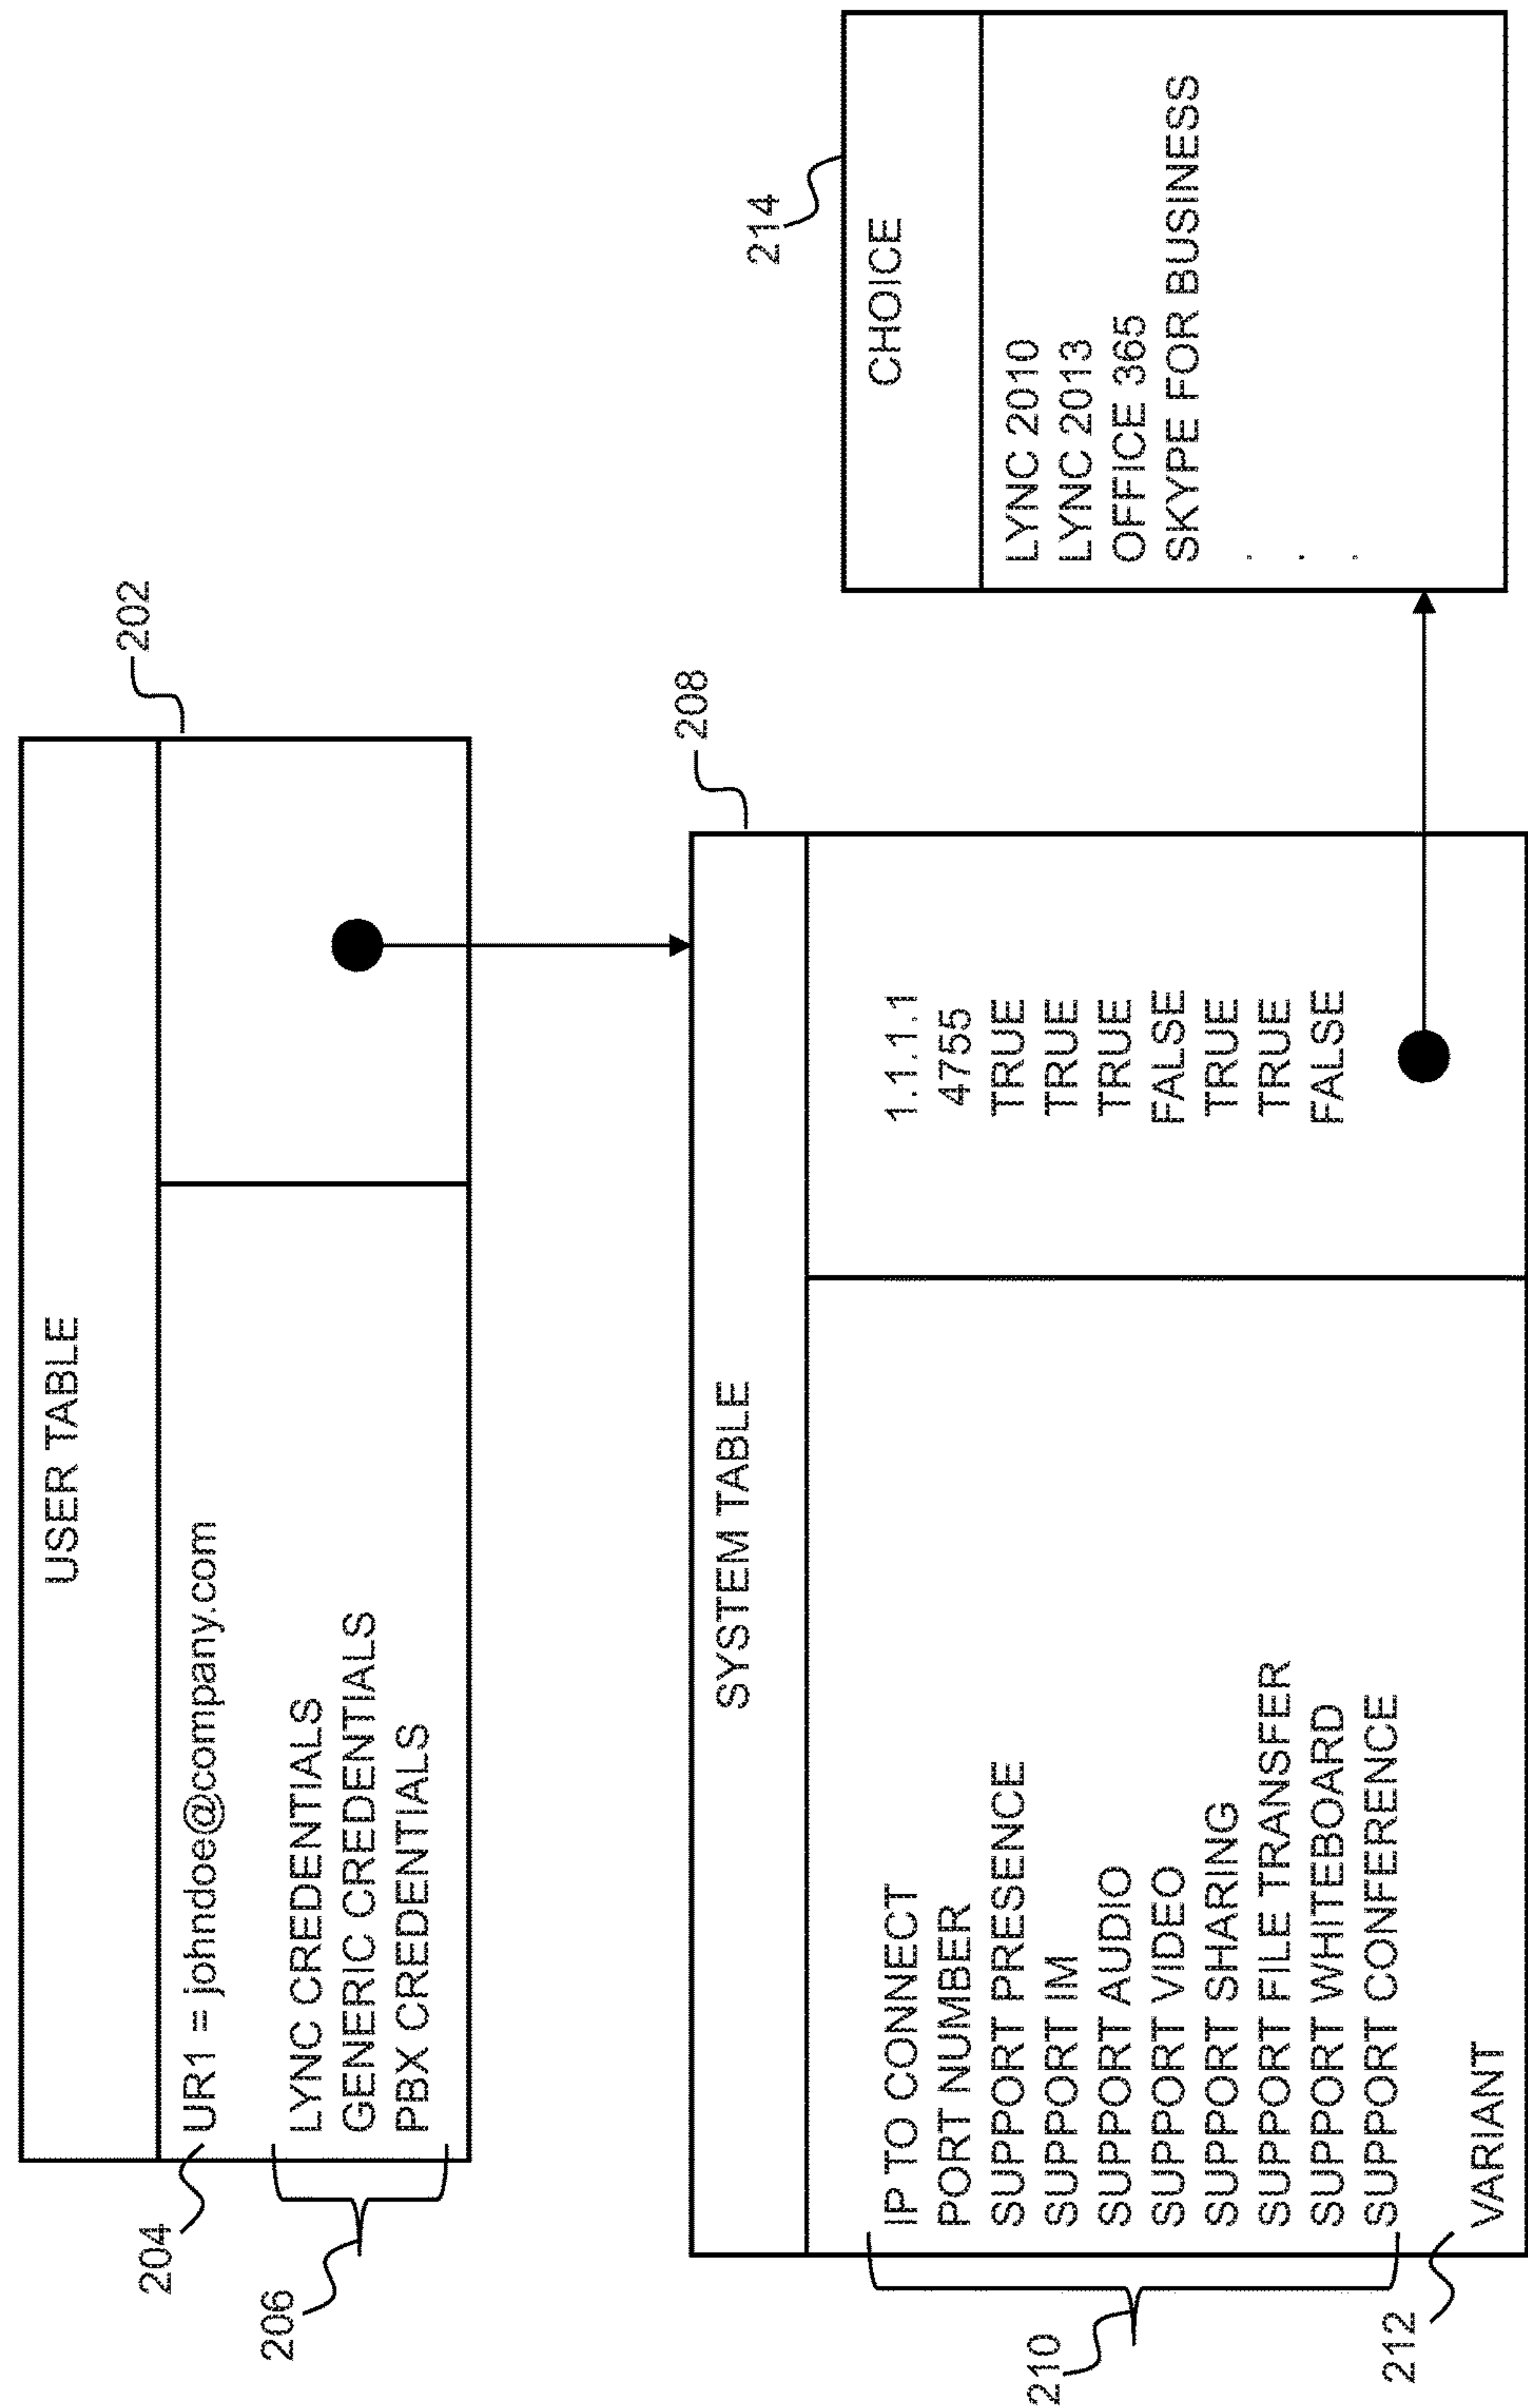 USER TABLE
202
204
UR1 = johndoe@company.com
206
LYNC CREDENTIALS
GENERIC CREDENTIALS
PBX CREDENTIALS
SYSTEM TABLE
208
210
IP TO CONNECT 1.1.1.1
PORT NUMBER 4755
SUPPORT PRESENCE TRUE
SUPPORT IM TRUE
SUPPORT AUDIO TRUE
SUPPORT VIDEO FALSE
SUPPORT SHARING TRUE
SUPPORT FILE TRANSFER TRUE
SUPPORT WHITEBOARD FALSE
SUPPORT CONFERENCE
212
VARIANT
214
CHOICE
LYNC 2010
LYNC 2013
OFFICE 365
SKYPE FOR BUSINESS
.
.
.